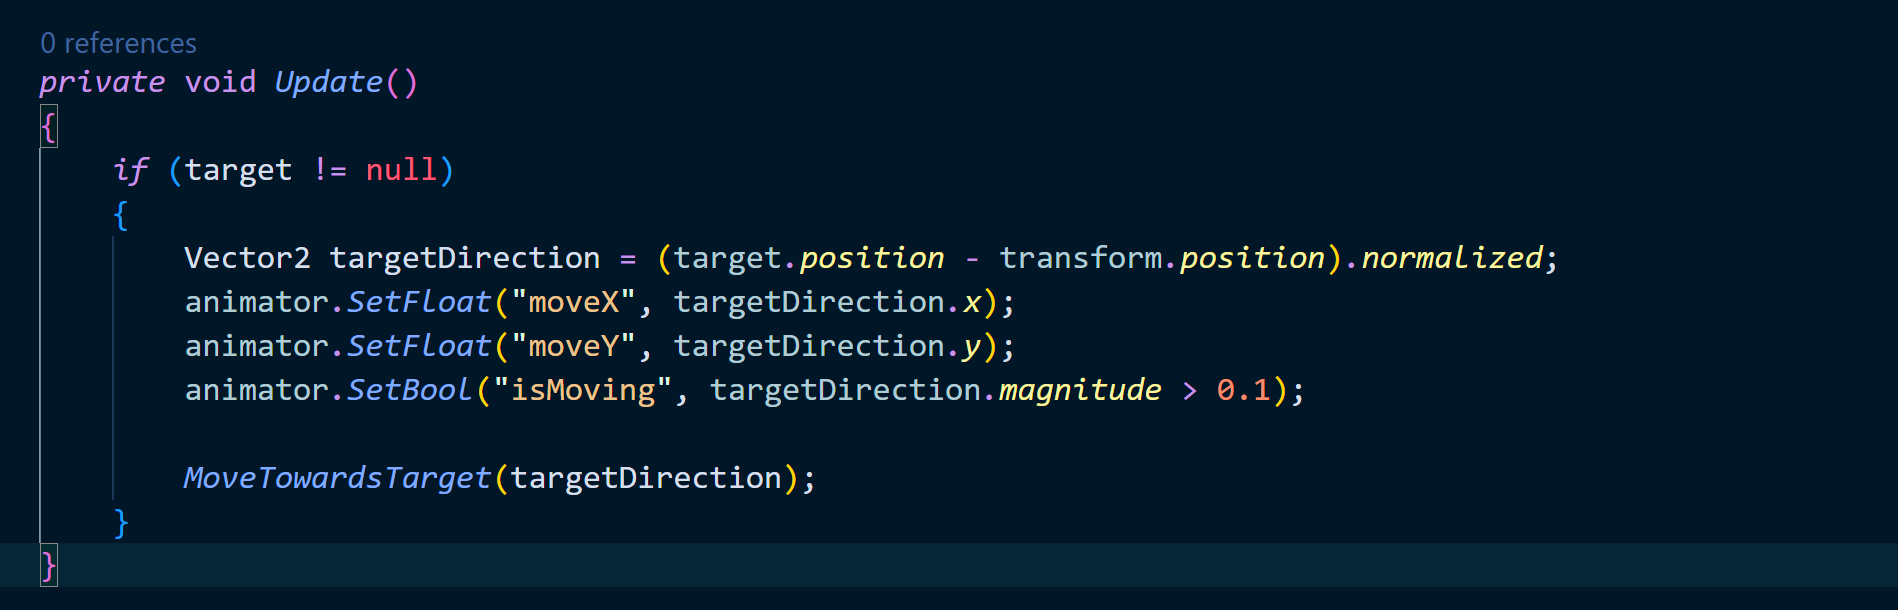 0 references
private void Update()
{
    if (target != null)
    {
        Vector2 targetDirection = (target.position - transform.position).normalized;
        animator.SetFloat("moveX", targetDirection.x);
        animator.SetFloat("moveY", targetDirection.y);
        animator.SetBool("isMoving", targetDirection.magnitude > 0.1);

        MoveTowardsTarget(targetDirection);
    }
}